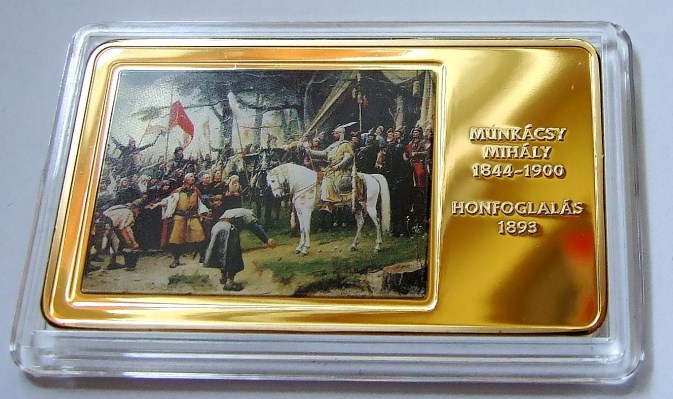 MUNKÁCSY
MIHÁLY
1844-1900
HONFOGLALÁS
1893